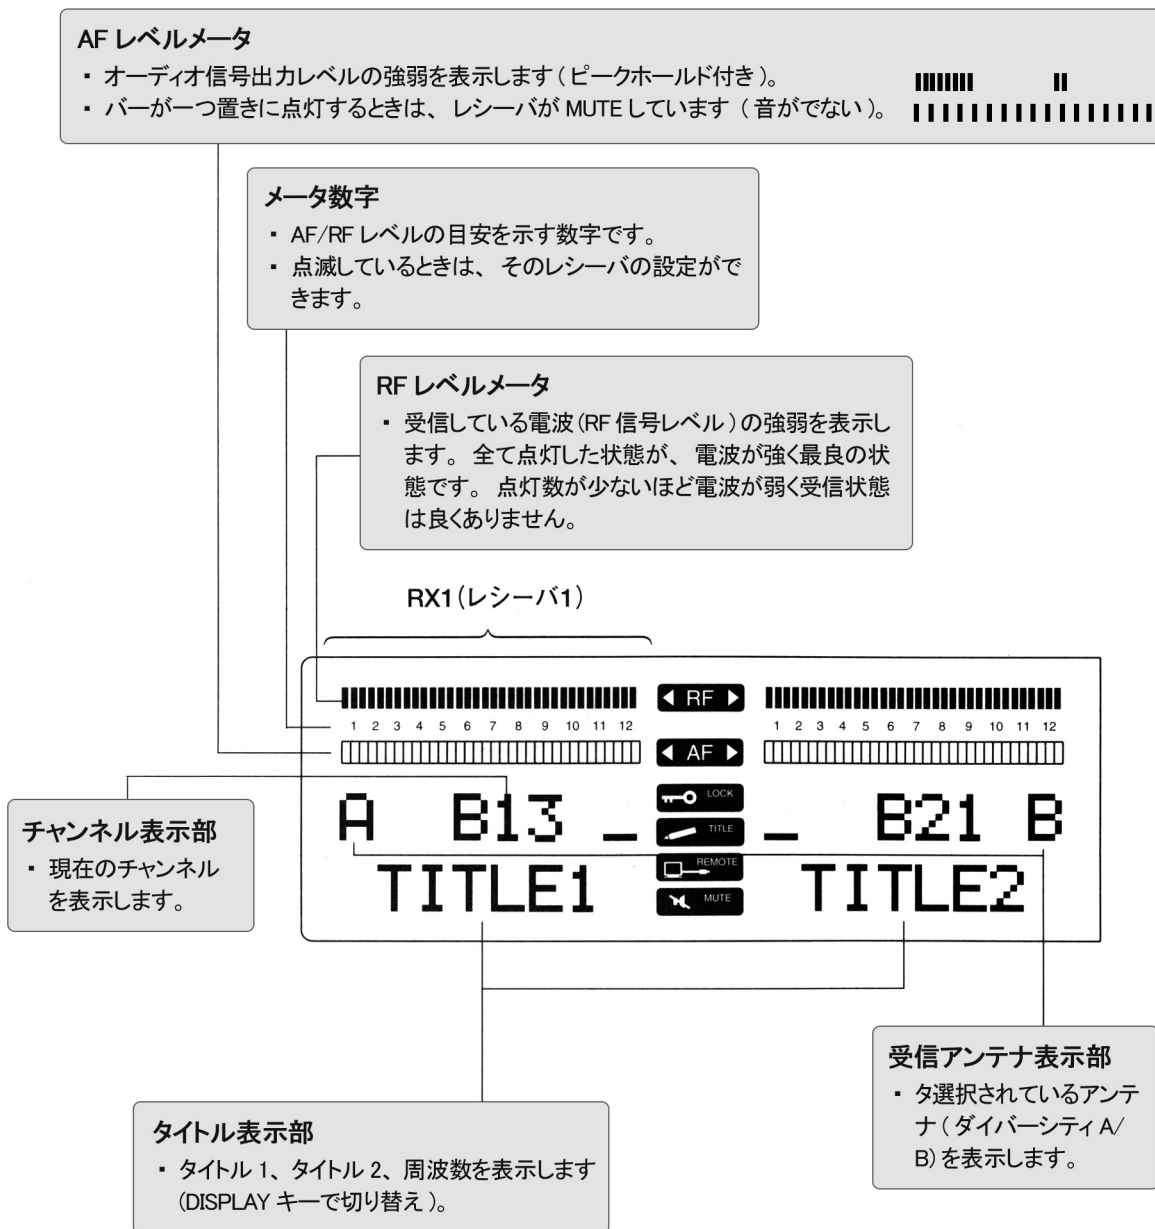 AF レベルメータ
▪ オーディオ信号出力レベルの強弱を表示します(ピークホールド付き)。
▪ バーが一つ置きに点灯するときは、レシーバが MUTE しています(音がでない)。
メータ数字
▪ AF/RF レベルの目安を示す数字です。
▪ 点滅しているときは、そのレシーバの設定がで
きます。
RF レベルメータ
▪ 受信している電波(RF 信号レベル)の強弱を表示し
ます。全て点灯した状態が、電波が強く最良の状
態です。点灯数が少ないほど電波が弱く受信状態
は良くありません。
RX1(レシーバ1)
◀ RF ▶
1 2 3 4 5 6 7 8 9 10 11 12
1 2 3 4 5 6 7 8 9 10 11 12
◀ AF ▶
A B13 _
LOCK
TITLE
_ B21 B
REMOTE
TITLE1
MUTE
TITLE2
チャンネル表示部
▪ 現在のチャンネル
を表示します。
受信アンテナ表示部
▪ タ選択されているアンテ
ナ(ダイバーシティ A/
B)を表示します。
タイトル表示部
▪ タイトル 1、タイトル 2、周波数を表示します
(DISPLAY キーで切り替え)。